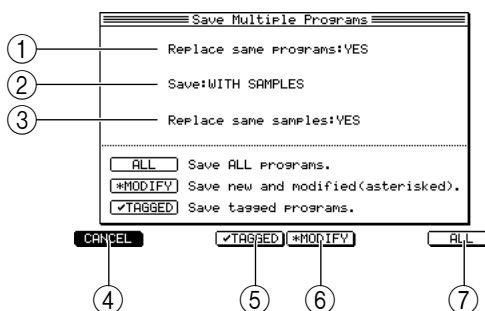 Save Multiple Programs
① Replace same programs:YES
② Save:WITH SAMPLES
③ Replace same samples:YES
ALL Save ALL programs.
*MODIFY Save new and modified(asterisked).
✓TAGGED Save tagged programs.
CANCEL ✓TAGGED *MODIFY ALL
④ ⑤ ⑥ ⑦